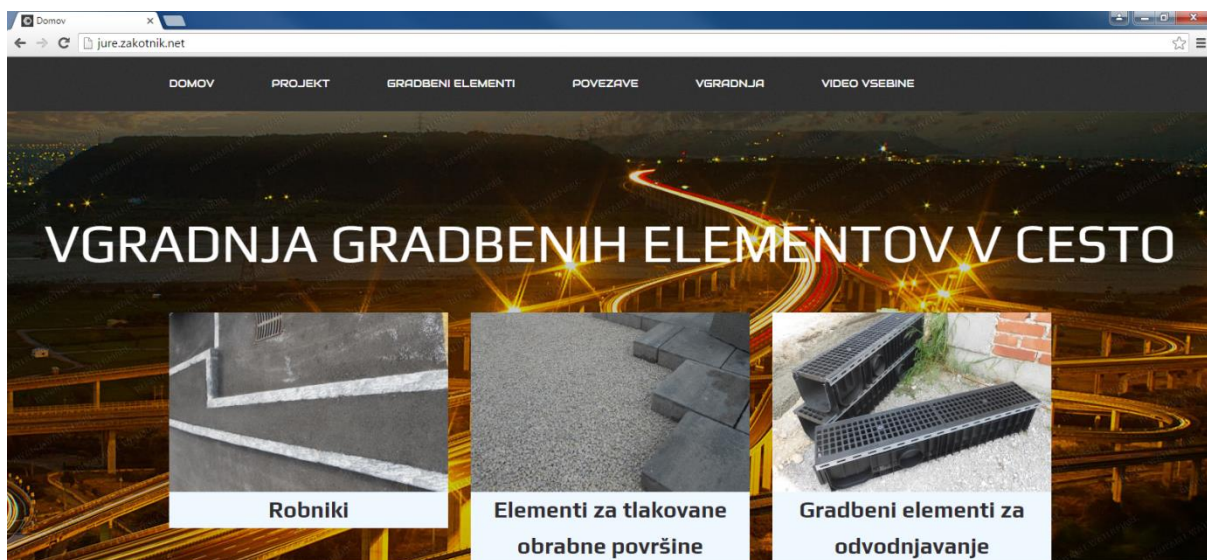 Domov
jure.zakotnik.net
DOMOV PROJEKT GRADBENI ELEMENTI POVEZAVE VGRADNJA VIDEO VSEBINE
VGRADNJA GRADBENIH ELEMENTOV V CESTO
Robniki
Elementi za tlakovane
obrabne površine
Gradbeni elementi za
odvodnjavanje